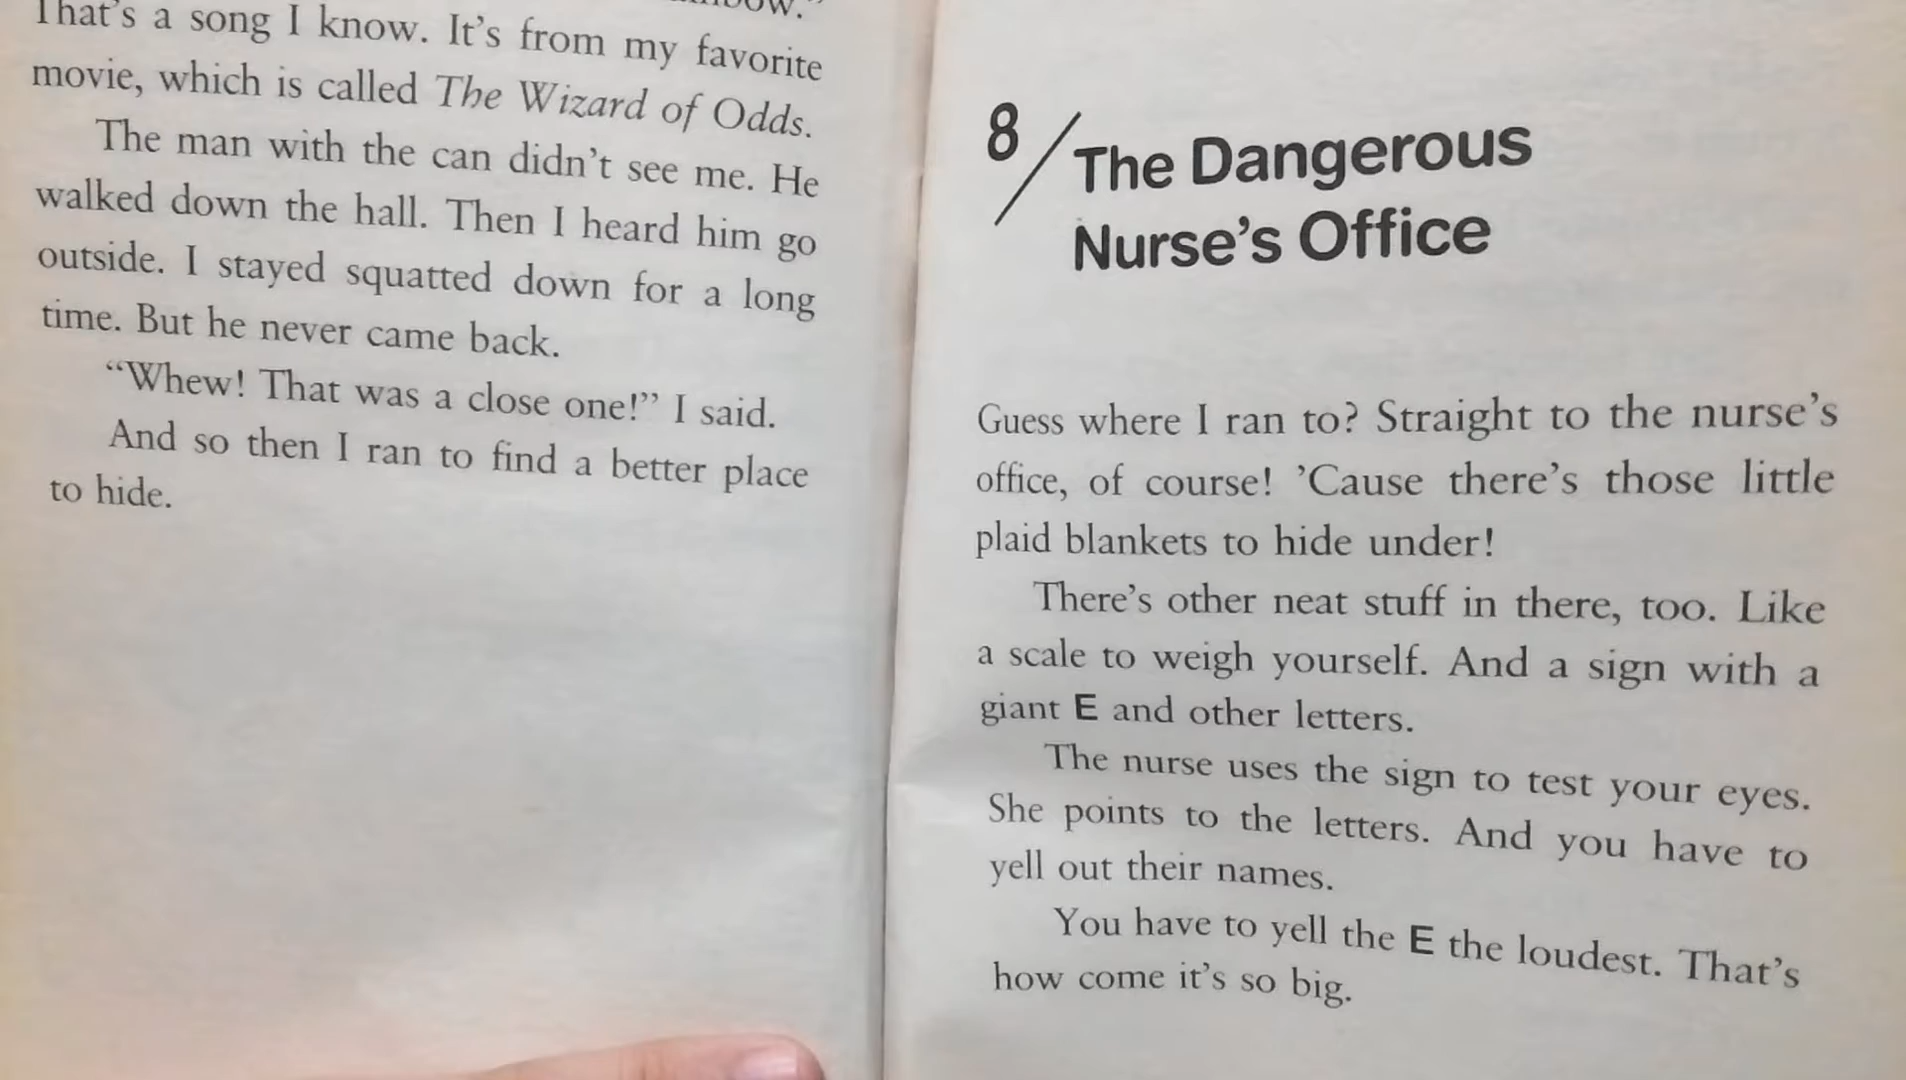 That's a song I know. It's from my favorite
movie, which is called The Wizard of Odds.
The man with the can didn't see me. He
walked down the hall. Then I heard him go
outside. I stayed squatted down for a long
time. But he never came back.
“Whew! That was a close one!” I said.
And so then I ran to find a better place
to hide.
8/The Dangerous
Nurse's Office
Guess where I ran to? Straight to the nurse's
office, of course! ’Cause there's those little
plaid blankets to hide under!
There's other neat stuff in there, too. Like
a scale to weigh yourself. And a sign with a
giant E and other letters.
The nurse uses the sign to test your eyes.
She points to the letters. And you have to
yell out their names.
You have to yell the E the loudest. That's
how come it's so big.